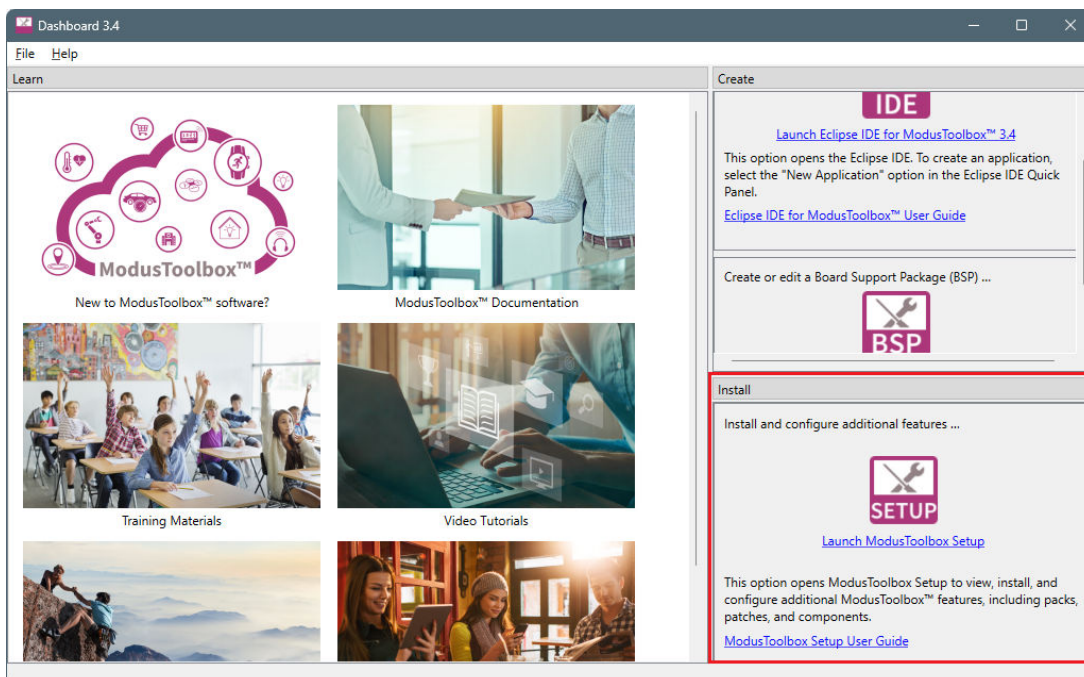 Dashboard 3.4
File Help
Learn
ModusToolbox™
New to ModusToolbox™ software?
ModusToolbox™ Documentation
Training Materials
Video Tutorials
Create
IDE
Launch Eclipse IDE for ModusToolbox™ 3.4
This option opens the Eclipse IDE. To create an application,
select the "New Application" option in the Eclipse IDE Quick
Panel.
Eclipse IDE for ModusToolbox™ User Guide
Create or edit a Board Support Package (BSP) ...
BSP
Install
Install and configure additional features ...
SETUP
Launch ModusToolbox Setup
This option opens ModusToolbox Setup to view, install, and
configure additional ModusToolbox™ features, including packs,
patches, and components.
ModusToolbox Setup User Guide